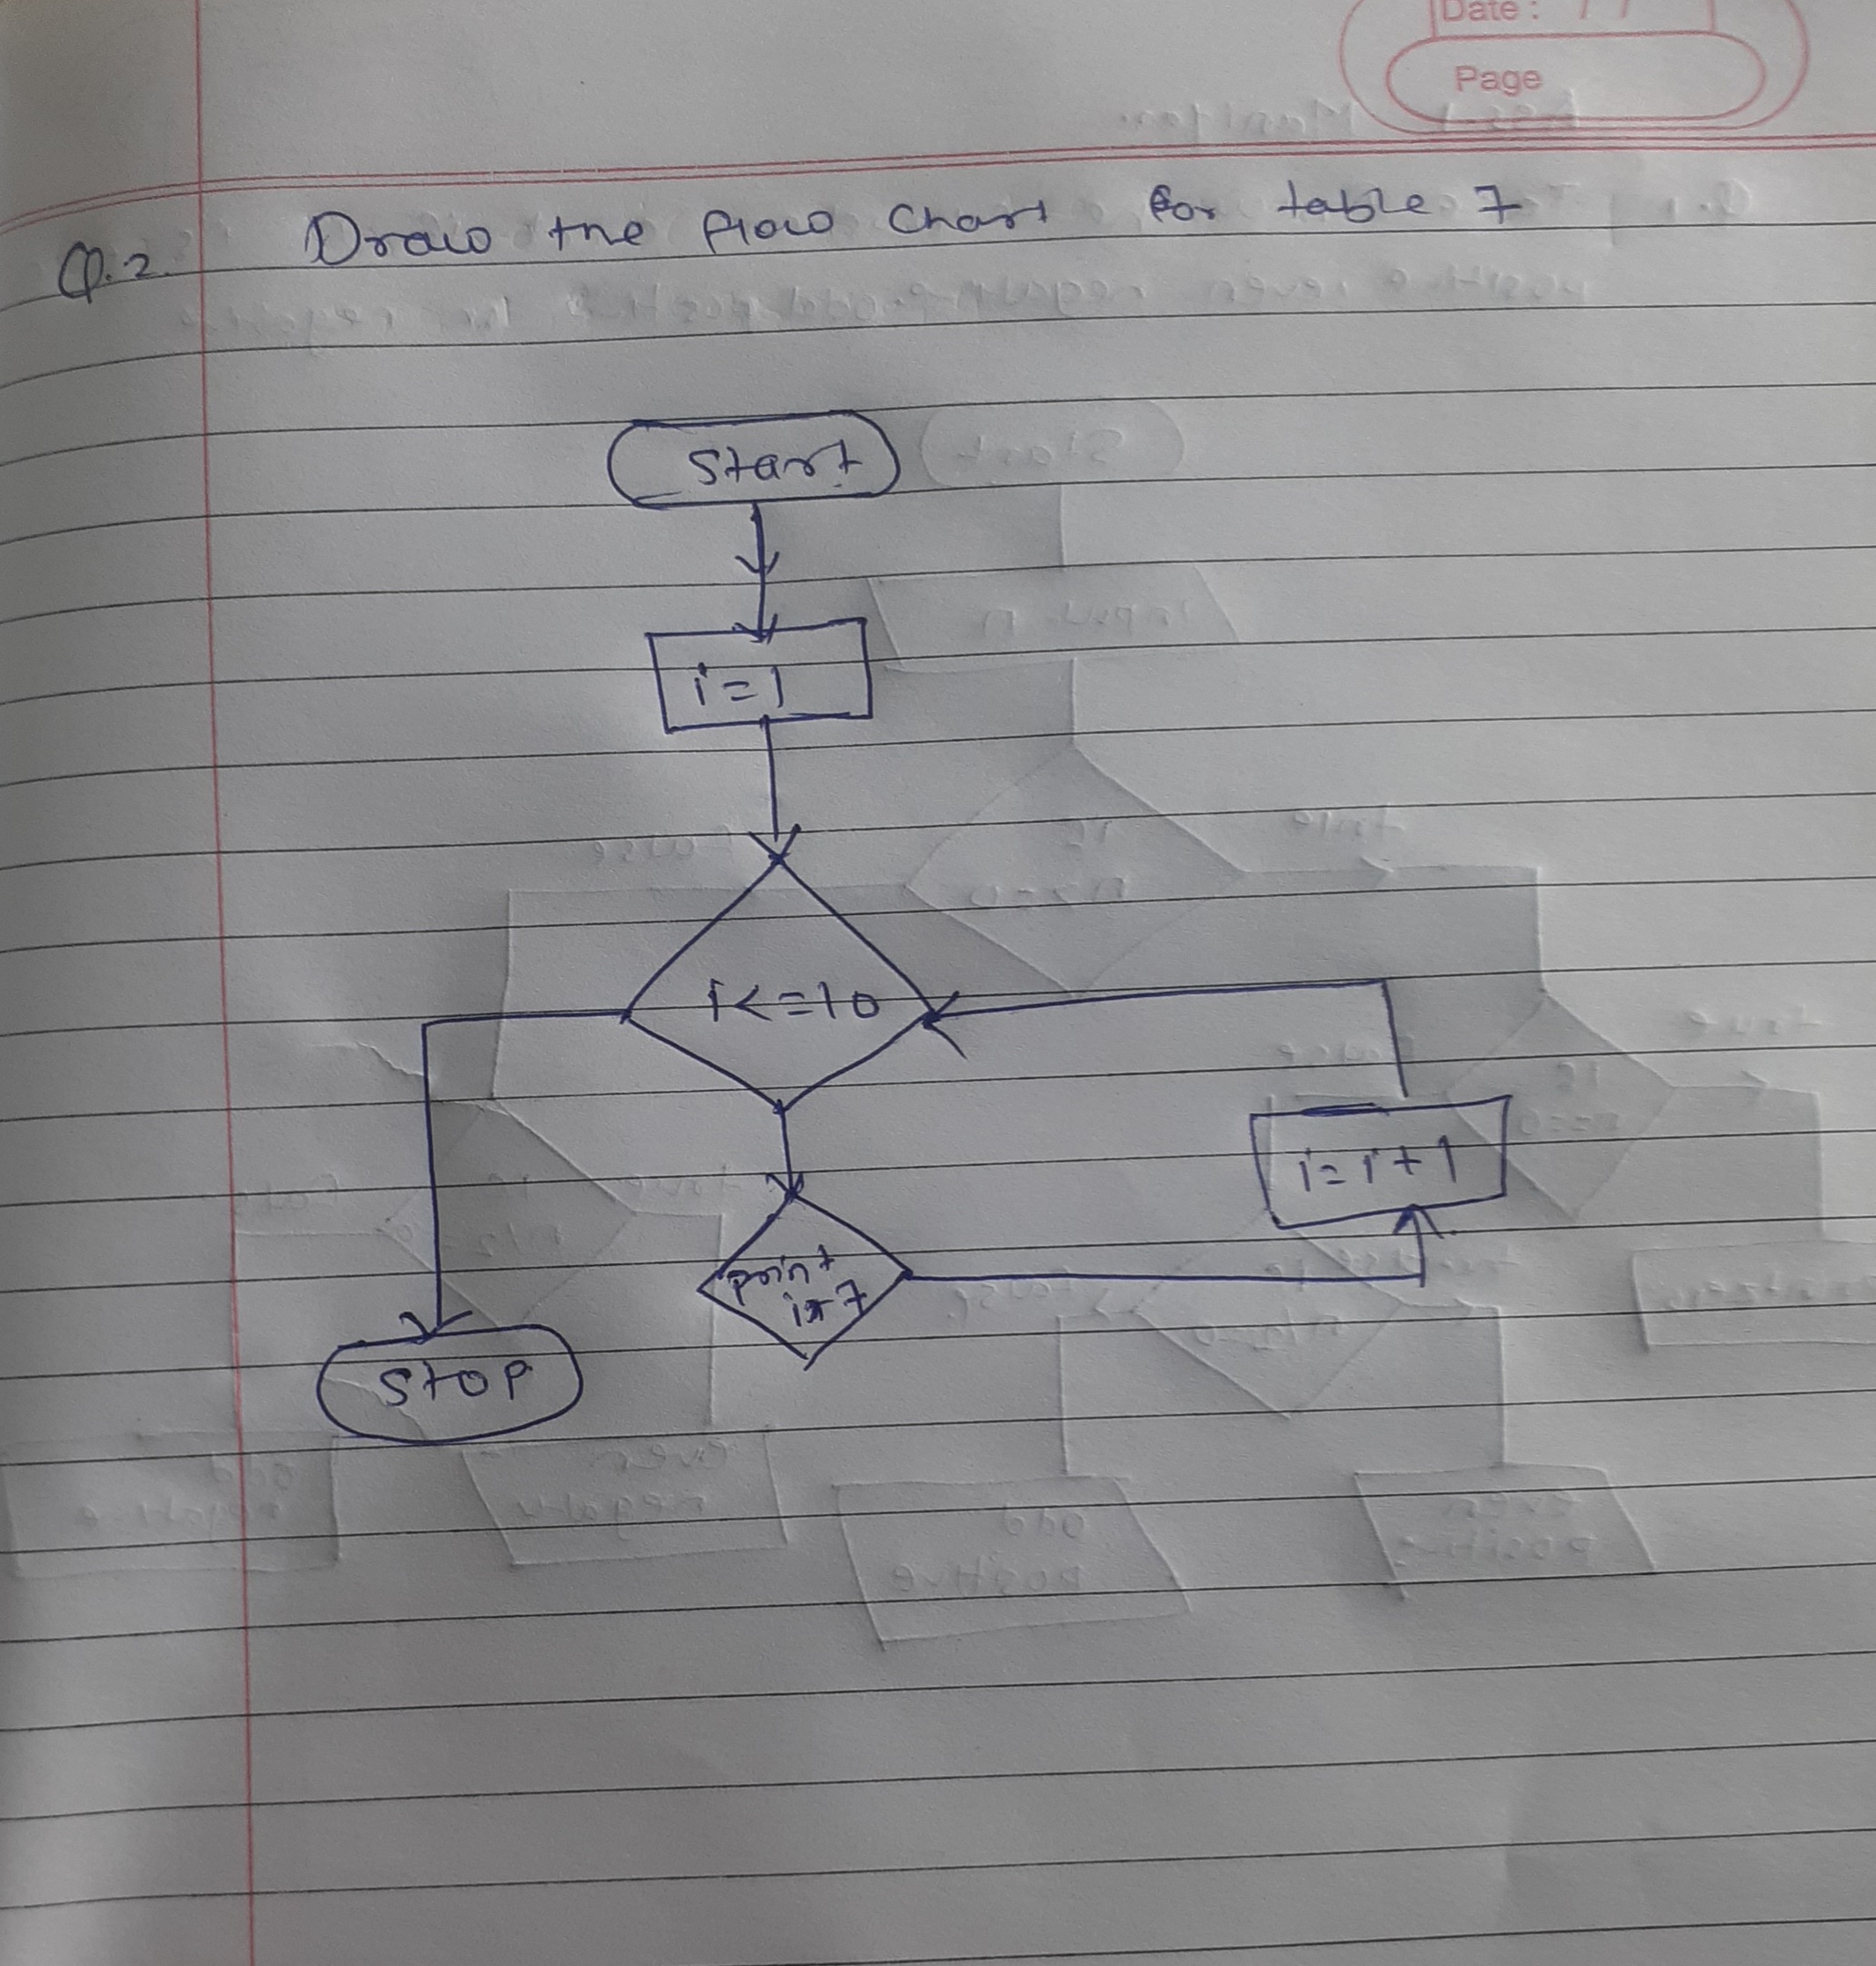 Date : / /
Page
Q.2. Draw the flow chart for table 7
Start
i=1
i<=10
i=i+1
print
7*i
Stop